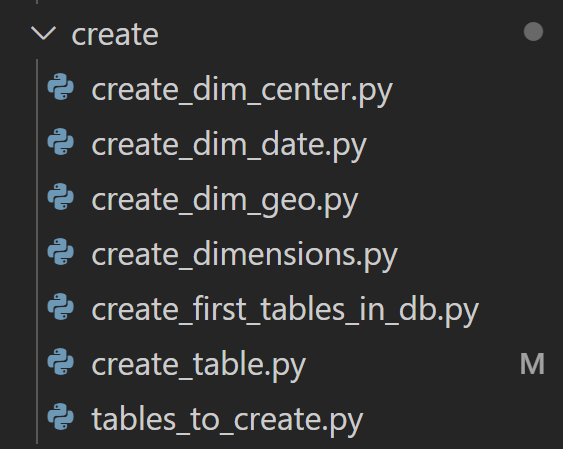 create
create_dim_center.py
create_dim_date.py
create_dim_geo.py
create_dimensions.py
create_first_tables_in_db.py
create_table.py M
tables_to_create.py